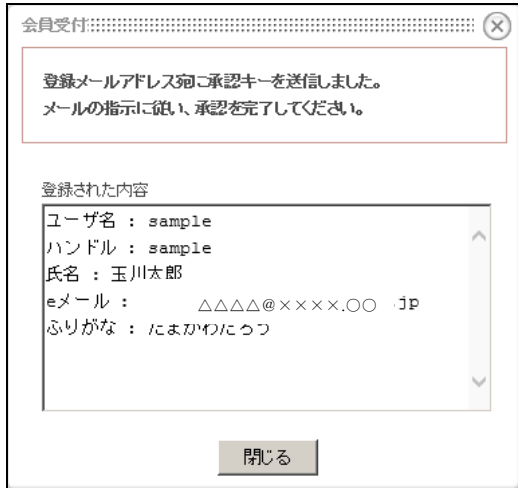 会員受付
登録メールアドレス宛に承認キーを送信しました。
メールの指示に従い、承認を完了してください。
登録された内容
ユーザ名 : sample
ハンドル : sample
氏名 : 玉川太郎
eメール : △△△△@××××.○○.jp
ふりがな : たまがわたろう
閉じる